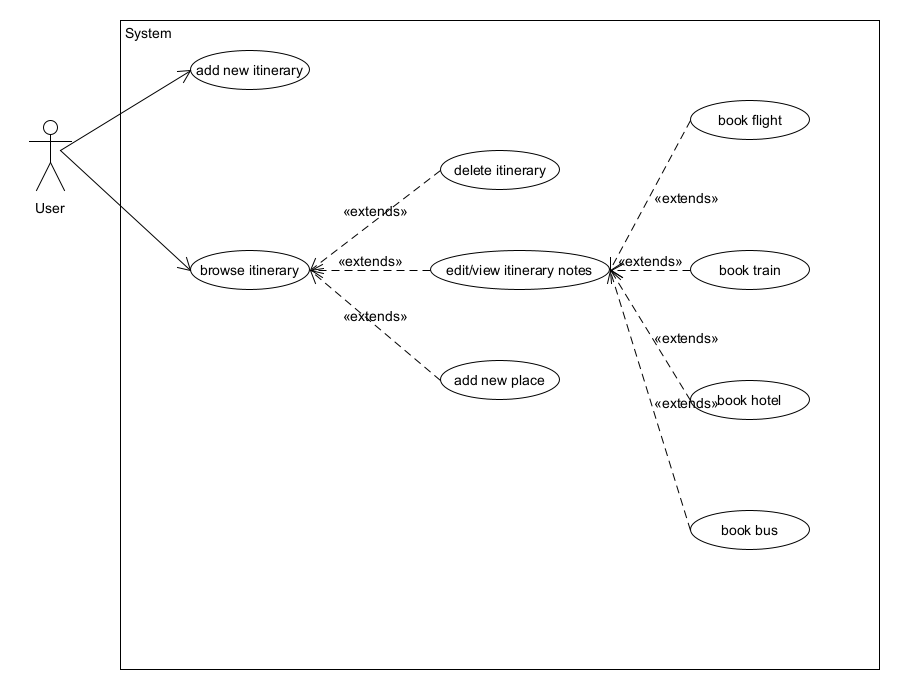 System
add new itinerary
book flight
delete itinerary
«extends»
User
«extends»
browse itinerary
«extends»
edit/view itinerary notes
«extends»
book train
«extends»
«extends»
add new place
book hotel
«extends»
book bus